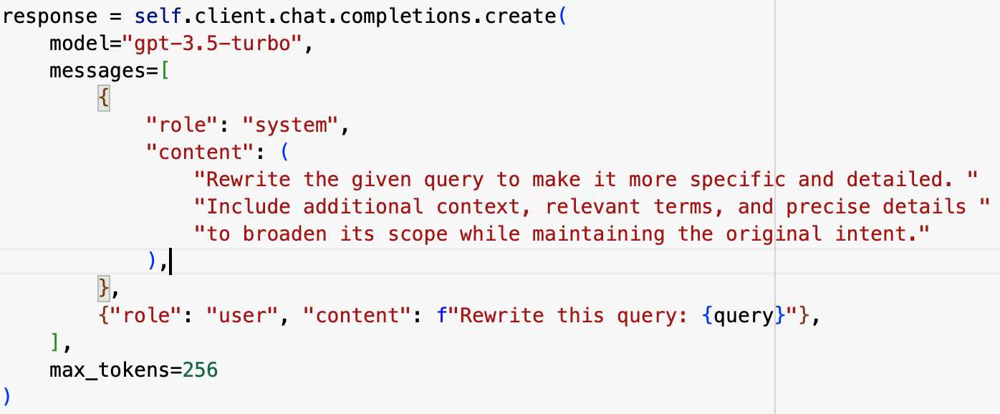 response = self.client.chat.completions.create(
    model="gpt-3.5-turbo",
    messages=[
        {
            "role": "system",
            "content": (
                "Rewrite the given query to make it more specific and detailed. "
                "Include additional context, relevant terms, and precise details "
                "to broaden its scope while maintaining the original intent."
            ),
        },
        {"role": "user", "content": f"Rewrite this query: {query}"},
    ],
    max_tokens=256
)